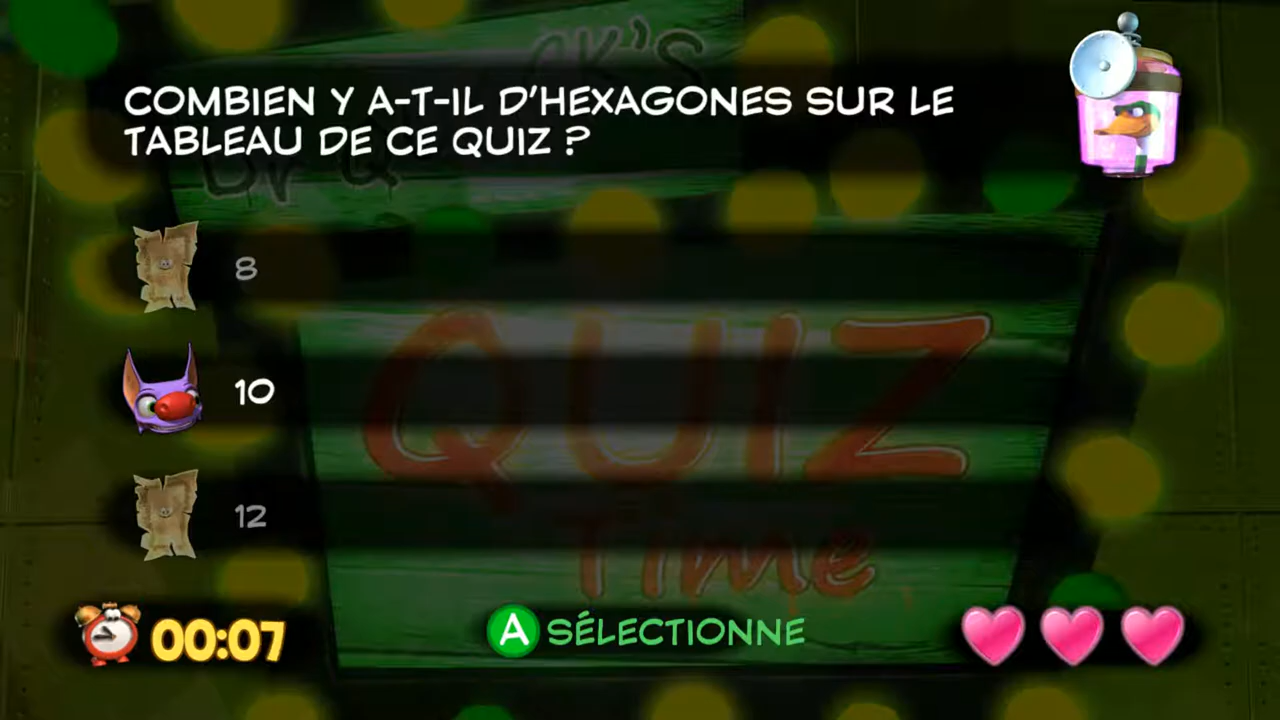 COMBIEN Y A-T-IL D'HEXAGONES SUR LE
TABLEAU DE CE QUIZ ?
8
10
12
QUIZ
Time
00:07
A SÉLECTIONNE